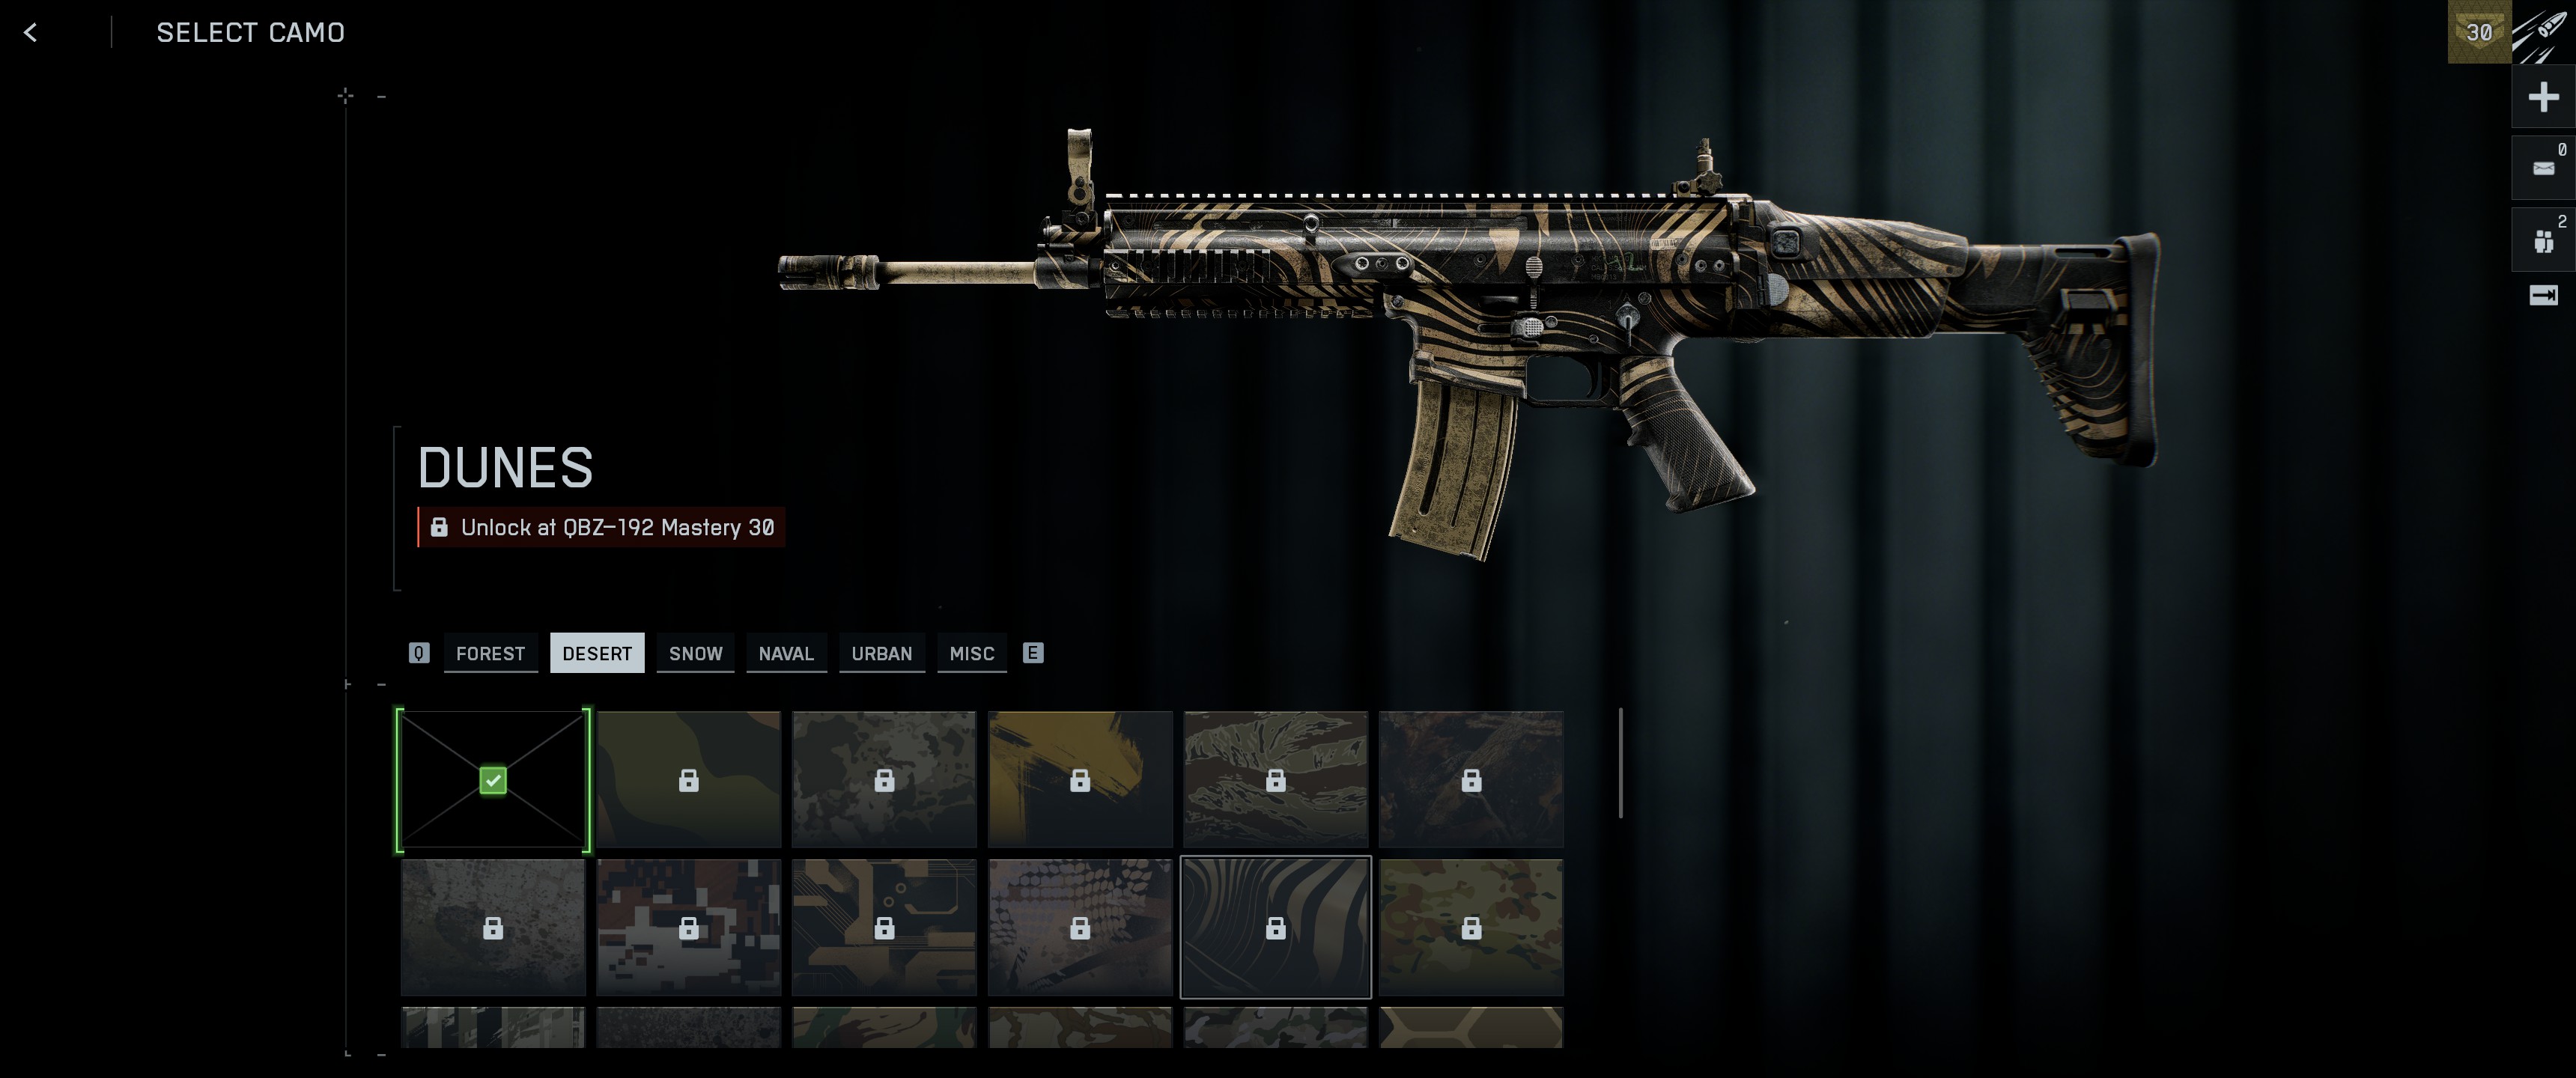 SELECT CAMO
30
0
2
DUNES
Unlock at QBZ-192 Mastery 30
Q FOREST DESERT SNOW NAVAL URBAN MISC E